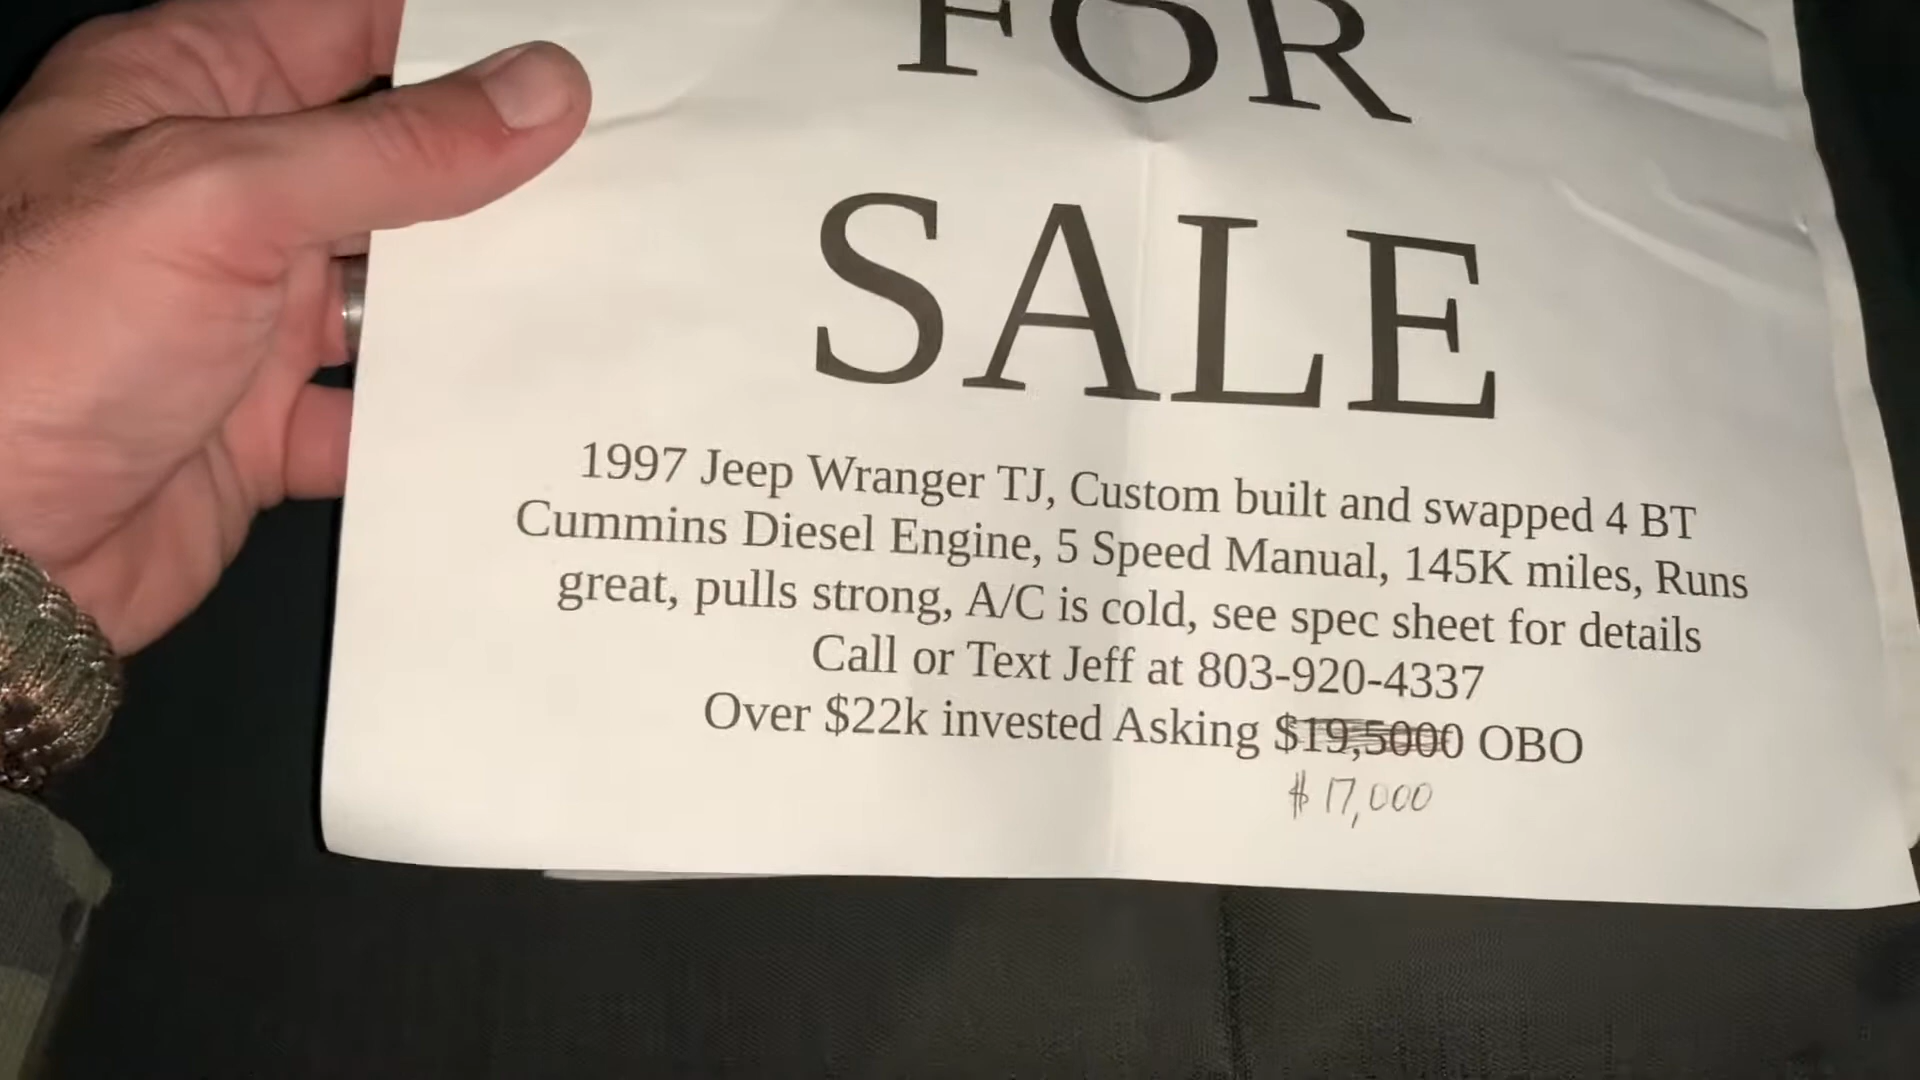 FOR
SALE
1997 Jeep Wranger TJ, Custom built and swapped 4 BT
Cummins Diesel Engine, 5 Speed Manual, 145K miles, Runs
great, pulls strong, A/C is cold, see spec sheet for details
Call or Text Jeff at 803-920-4337
Over $22k invested Asking $19,5000 OBO
$17,000